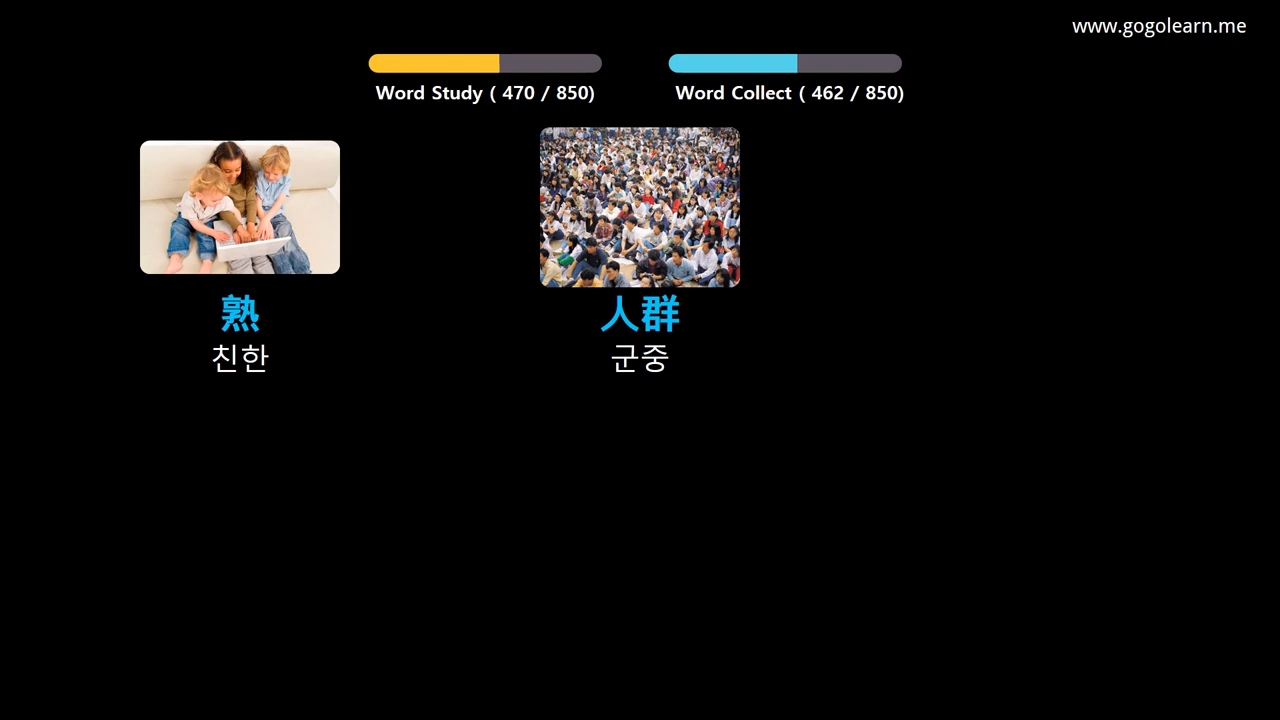 www.gogolearn.me
Word Study ( 470 / 850)
Word Collect ( 462 / 850)
熟
친한
人群
군중